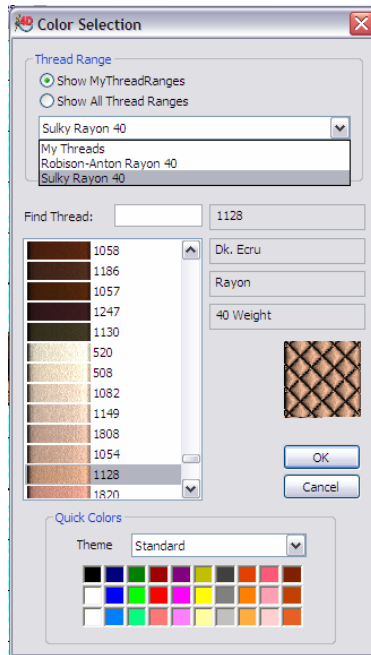 4D Color Selection
Thread Range
Show MyThreadRanges
Show All Thread Ranges
Sulky Rayon 40
My Threads
Robison-Anton Rayon 40
Sulky Rayon 40
Find Thread:
1128
Dk. Ecru
Rayon
40 Weight
1058
1186
1057
1247
1130
520
508
1082
1149
1808
1054
1128
1820
OK
Cancel
Quick Colors
Theme Standard